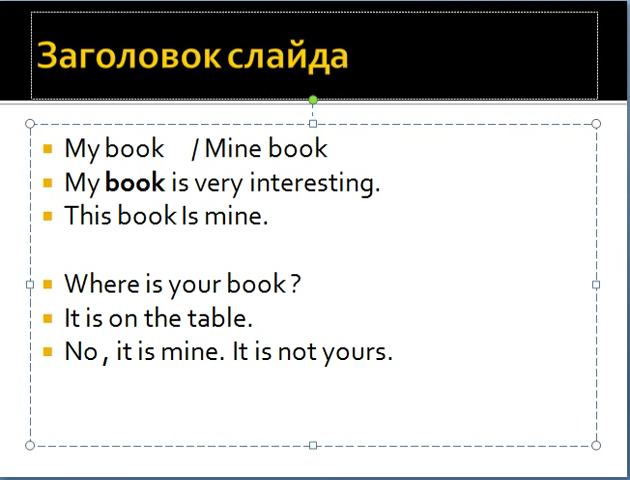 Заголовок слайда
My book / Mine book
My book is very interesting.
This book Is mine.
Where is your book ?
It is on the table.
No , it is mine. It is not yours.